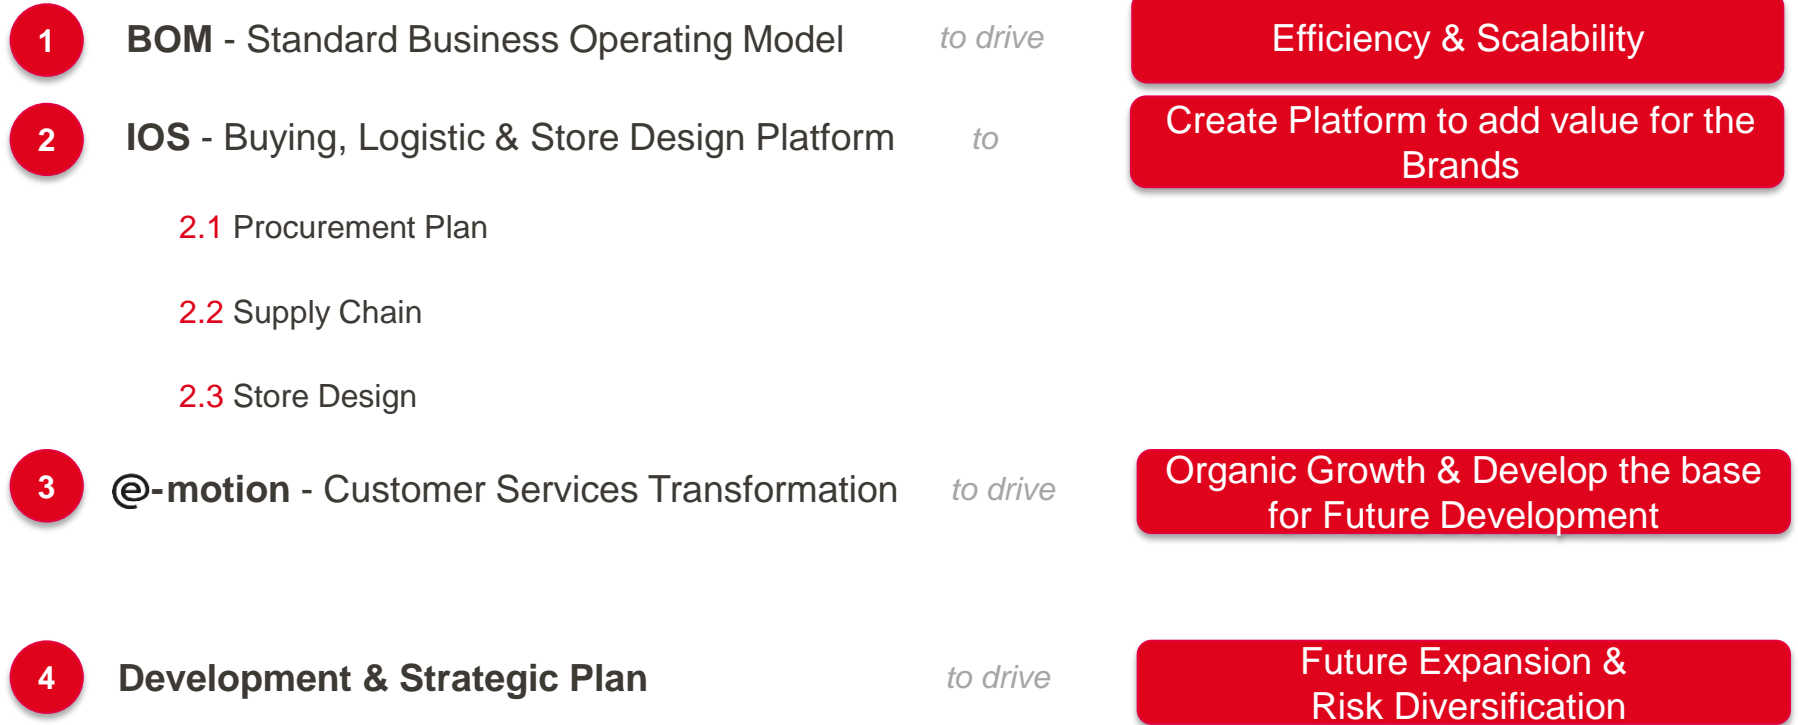 1 BOM - Standard Business Operating Model to drive Efficiency & Scalability
2 IOS - Buying, Logistic & Store Design Platform to Create Platform to add value for the
Brands
2.1 Procurement Plan
2.2 Supply Chain
2.3 Store Design
3 @-motion - Customer Services Transformation to drive Organic Growth & Develop the base
for Future Development
4 Development & Strategic Plan to drive Future Expansion &
Risk Diversification